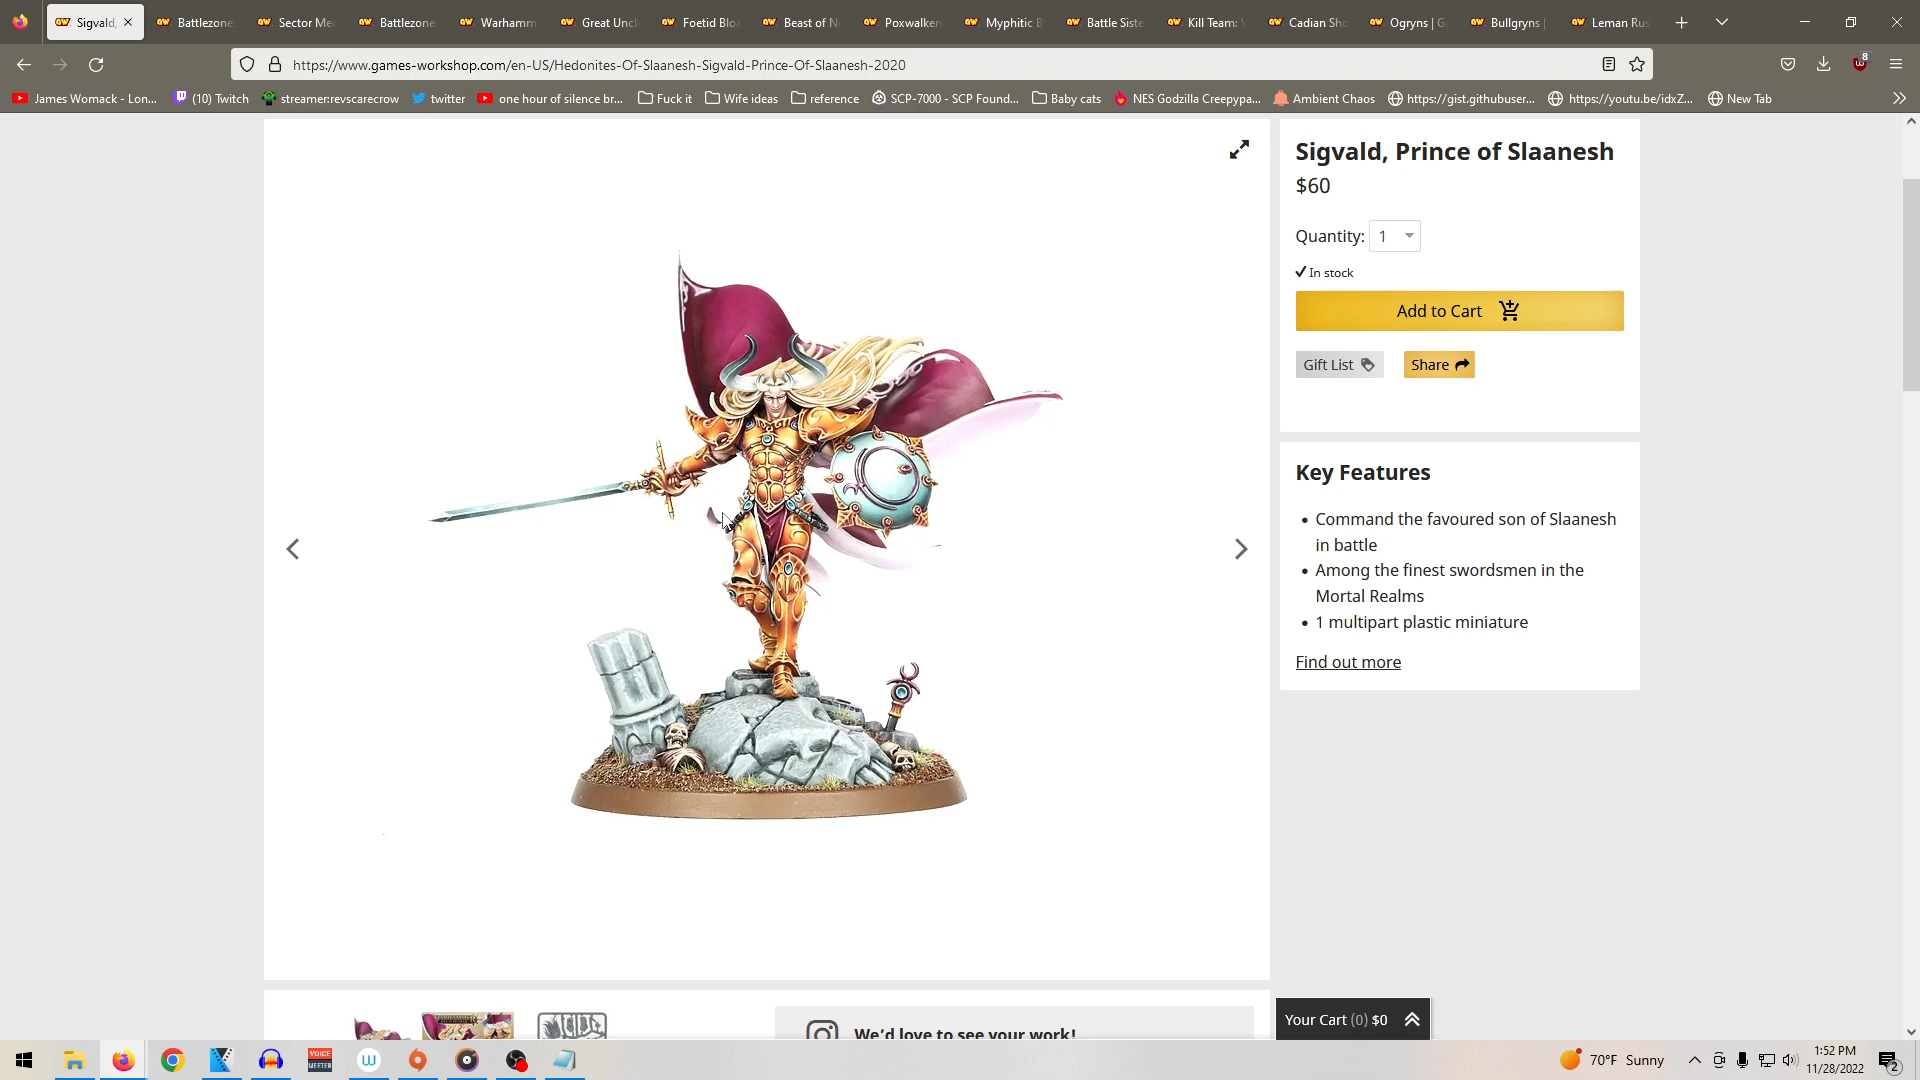 Sigvald,
Battlezone
Sector Me
Battlezone
Warhamm
Great Uncl
Foetid Blo
Beast of N
Poxwalkers
Myphitic B
Battle Siste
Kill Team:
Cadian Sho
Ogryns | G
Bullgryns |
Leman Rus
https://www.games-workshop.com/en-US/Hedonites-Of-Slaanesh-Sigvald-Prince-Of-Slaanesh-2020
8
James Womack - Lon...
(10) Twitch
streamer:revscarecrow
twitter
one hour of silence br...
Fuck it
Wife ideas
reference
SCP-7000 - SCP Found...
Baby cats
NES Godzilla Creepypa...
Ambient Chaos
https://gist.githubuser...
https://youtu.be/idxZ...
New Tab
Sigvald, Prince of Slaanesh
$60
Quantity: 1
In stock
Add to Cart
Gift List
Share
Key Features
• Command the favoured son of Slaanesh
in battle
• Among the finest swordsmen in the
Mortal Realms
• 1 multipart plastic miniature
Find out more
We’d love to see your work!
Your Cart (0) $0
VOICE
MEETER
70°F Sunny
1:52 PM
11/28/2022
2